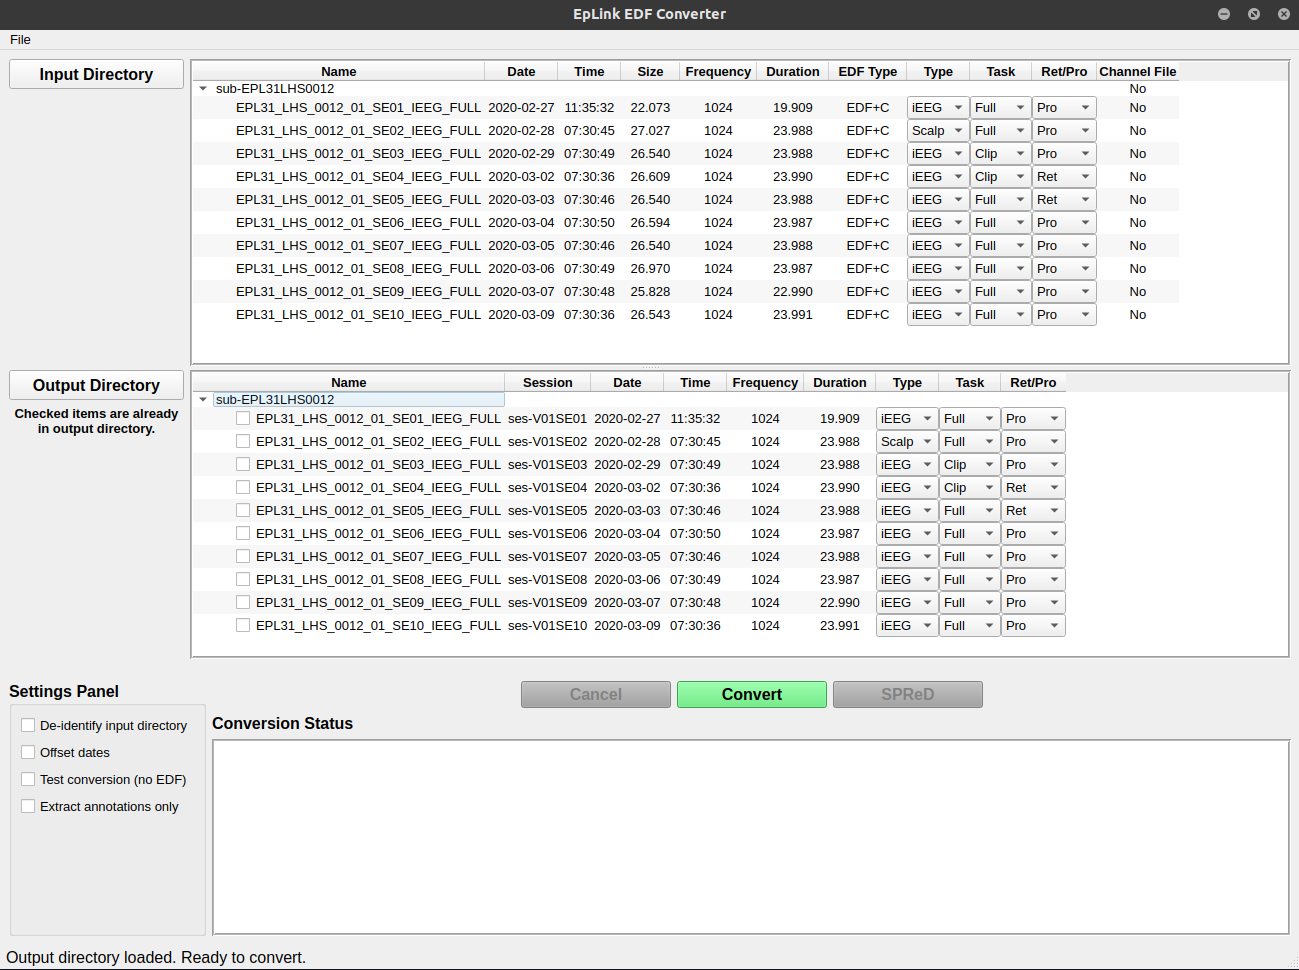 EpLink EDF Converter
File
Input Directory
Name Date Time Size Frequency Duration EDF Type Type Task Ret/Pro Channel File
sub-EPL31LHS0012 No
EPL31_LHS_0012_01_SE01_IEEG_FULL 2020-02-27 11:35:32 22.073 1024 19.909 EDF+C iEEG Full Pro No
EPL31_LHS_0012_01_SE02_IEEG_FULL 2020-02-28 07:30:45 27.027 1024 23.988 EDF+C Scalp Full Pro No
EPL31_LHS_0012_01_SE03_IEEG_FULL 2020-02-29 07:30:49 26.540 1024 23.988 EDF+C iEEG Clip Pro No
EPL31_LHS_0012_01_SE04_IEEG_FULL 2020-03-02 07:30:36 26.609 1024 23.990 EDF+C iEEG Clip Ret No
EPL31_LHS_0012_01_SE05_IEEG_FULL 2020-03-03 07:30:46 26.540 1024 23.988 EDF+C iEEG Full Ret No
EPL31_LHS_0012_01_SE06_IEEG_FULL 2020-03-04 07:30:50 26.594 1024 23.987 EDF+C iEEG Full Pro No
EPL31_LHS_0012_01_SE07_IEEG_FULL 2020-03-05 07:30:46 26.540 1024 23.988 EDF+C iEEG Full Pro No
EPL31_LHS_0012_01_SE08_IEEG_FULL 2020-03-06 07:30:49 26.970 1024 23.987 EDF+C iEEG Full Pro No
EPL31_LHS_0012_01_SE09_IEEG_FULL 2020-03-07 07:30:48 25.828 1024 22.990 EDF+C iEEG Full Pro No
EPL31_LHS_0012_01_SE10_IEEG_FULL 2020-03-09 07:30:36 26.543 1024 23.991 EDF+C iEEG Full Pro No
Output Directory
Checked items are already
in output directory.
Name Session Date Time Frequency Duration Type Task Ret/Pro
sub-EPL31LHS0012
EPL31_LHS_0012_01_SE01_IEEG_FULL ses-V01SE01 2020-02-27 11:35:32 1024 19.909 iEEG Full Pro
EPL31_LHS_0012_01_SE02_IEEG_FULL ses-V01SE02 2020-02-28 07:30:45 1024 23.988 Scalp Full Pro
EPL31_LHS_0012_01_SE03_IEEG_FULL ses-V01SE03 2020-02-29 07:30:49 1024 23.988 iEEG Clip Pro
EPL31_LHS_0012_01_SE04_IEEG_FULL ses-V01SE04 2020-03-02 07:30:36 1024 23.990 iEEG Clip Ret
EPL31_LHS_0012_01_SE05_IEEG_FULL ses-V01SE05 2020-03-03 07:30:46 1024 23.988 iEEG Full Ret
EPL31_LHS_0012_01_SE06_IEEG_FULL ses-V01SE06 2020-03-04 07:30:50 1024 23.987 iEEG Full Pro
EPL31_LHS_0012_01_SE07_IEEG_FULL ses-V01SE07 2020-03-05 07:30:46 1024 23.988 iEEG Full Pro
EPL31_LHS_0012_01_SE08_IEEG_FULL ses-V01SE08 2020-03-06 07:30:49 1024 23.987 iEEG Full Pro
EPL31_LHS_0012_01_SE09_IEEG_FULL ses-V01SE09 2020-03-07 07:30:48 1024 22.990 iEEG Full Pro
EPL31_LHS_0012_01_SE10_IEEG_FULL ses-V01SE10 2020-03-09 07:30:36 1024 23.991 iEEG Full Pro
Cancel Convert SPReD
Settings Panel
De-identify input directory
Offset dates
Test conversion (no EDF)
Extract annotations only
Conversion Status
Output directory loaded. Ready to convert.